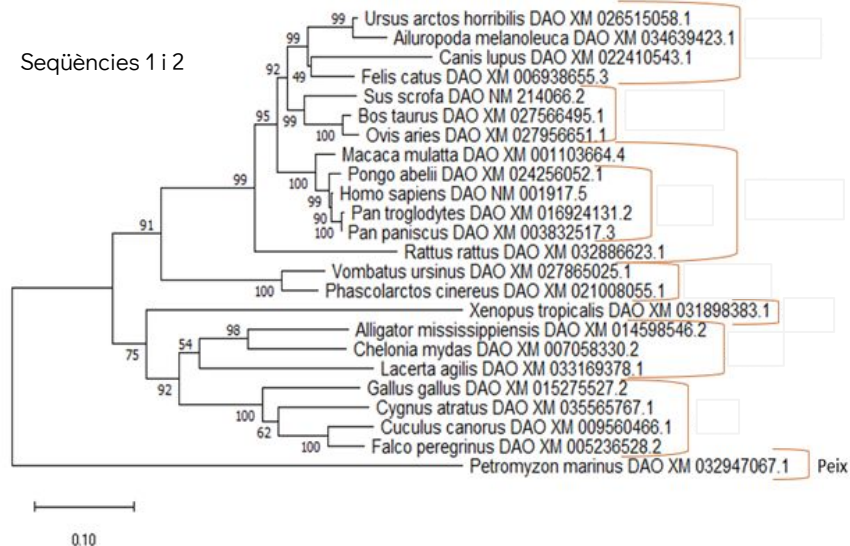 Seqüències 1 i 2
99
Ursus arctos horribilis DAO XM 026515058.1
Ailuropoda melanoleuca DAO XM 034639423.1
99
Canis lupus DAO XM 022410543.1
49
Felis catus DAO XM 006938655.3
92
Sus scrofa DAO NM 214066.2
99
Bos taurus DAO XM 027566495.1
100
Ovis aries DAO XM 027956651.1
95
Macaca mulatta DAO XM 001103664.4
100
Pongo abelii DAO XM 024256052.1
99
Homo sapiens DAO NM 001917.5
90
Pan troglodytes DAO XM 016924131.2
100
Pan paniscus DAO XM 003832517.3
99
Rattus rattus DAO XM 032886623.1
91
Vombatus ursinus DAO XM 027865025.1
100
Phascolarctos cinereus DAO XM 021008055.1
Xenopus tropicalis DAO XM 031898383.1
75
98
Alligator mississippiensis DAO XM 014598546.2
54
Chelonia mydas DAO XM 007058330.2
Lacerta agilis DAO XM 033169378.1
92
Gallus gallus DAO XM 015275527.2
100
Cygnus atratus DAO XM 035565767.1
62
Cuculus canorus DAO XM 009560466.1
100
Falco peregrinus DAO XM 005236528.2
Petromyzon marinus DAO XM 032947067.1
Peix
0.10